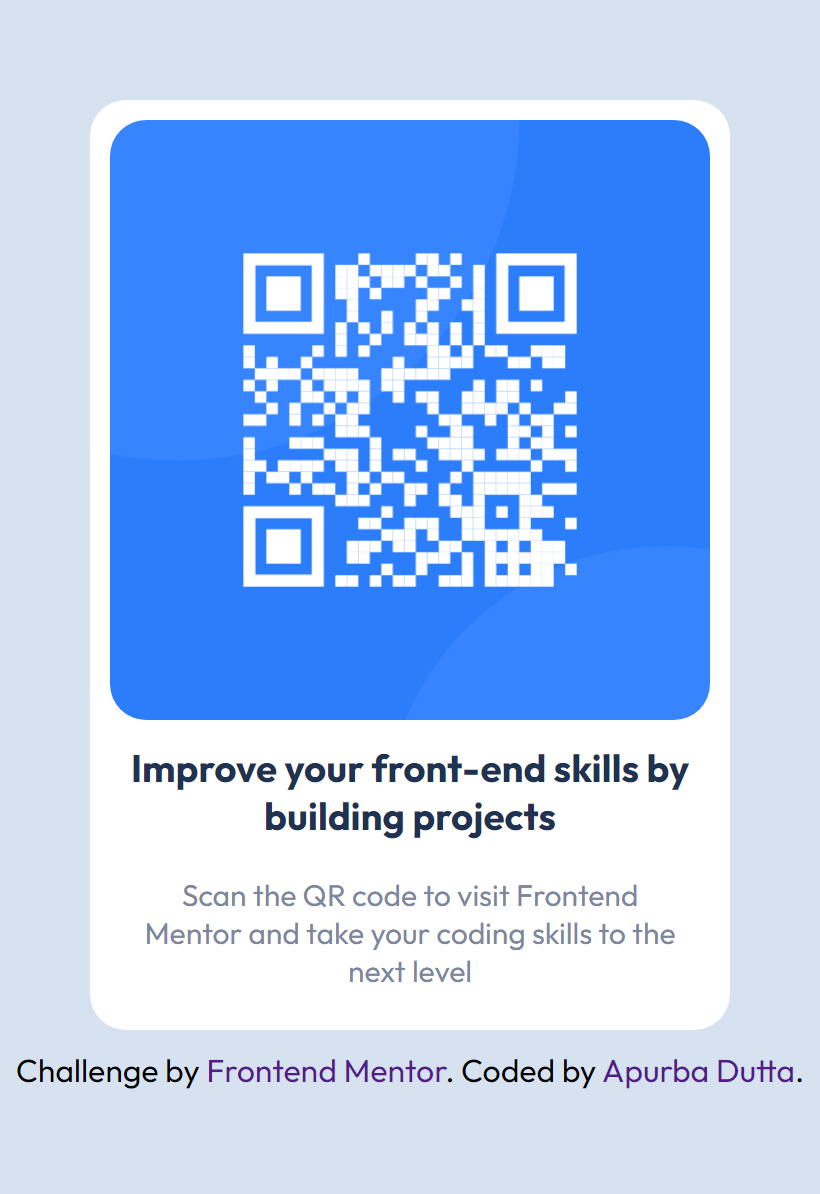 Improve your front-end skills by
building projects
Scan the QR code to visit Frontend
Mentor and take your coding skills to the
next level
Challenge by Frontend Mentor. Coded by Apurba Dutta.